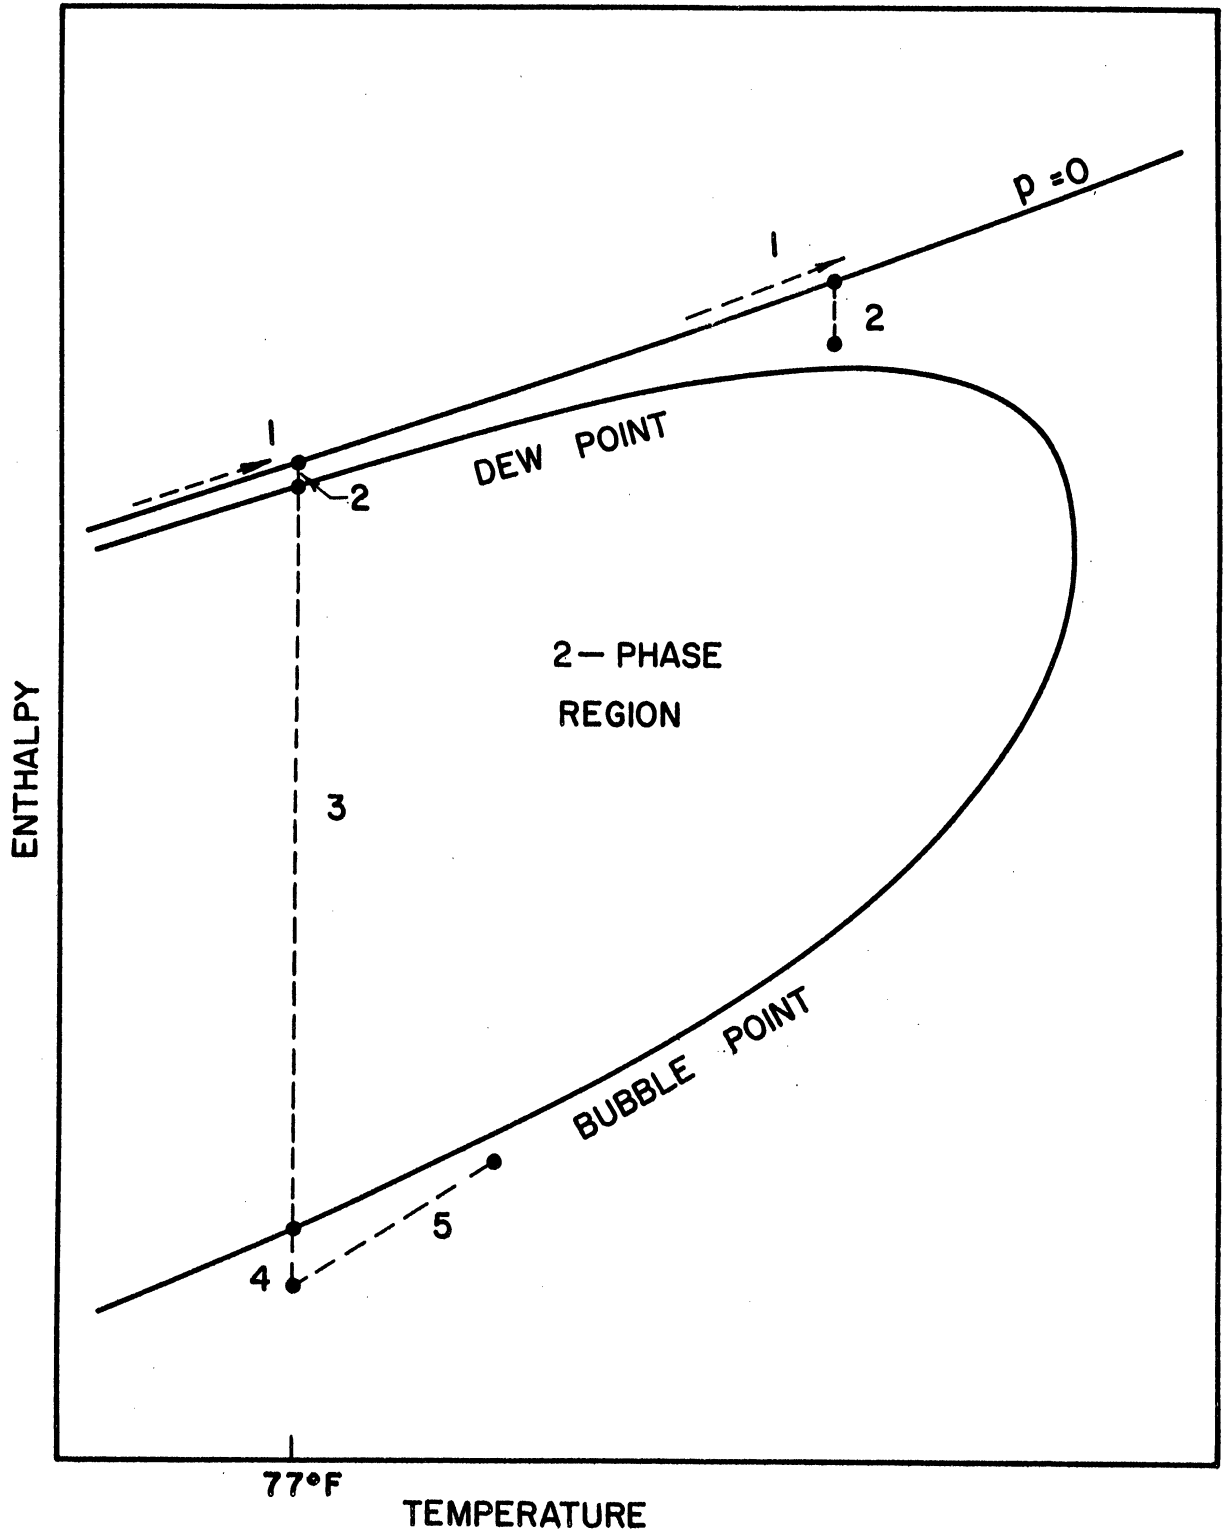 p=0
1
2
1
2
DEW POINT
2- PHASE
REGION
3
ENTHALPY
BUBBLE POINT
5
4
77°F
TEMPERATURE